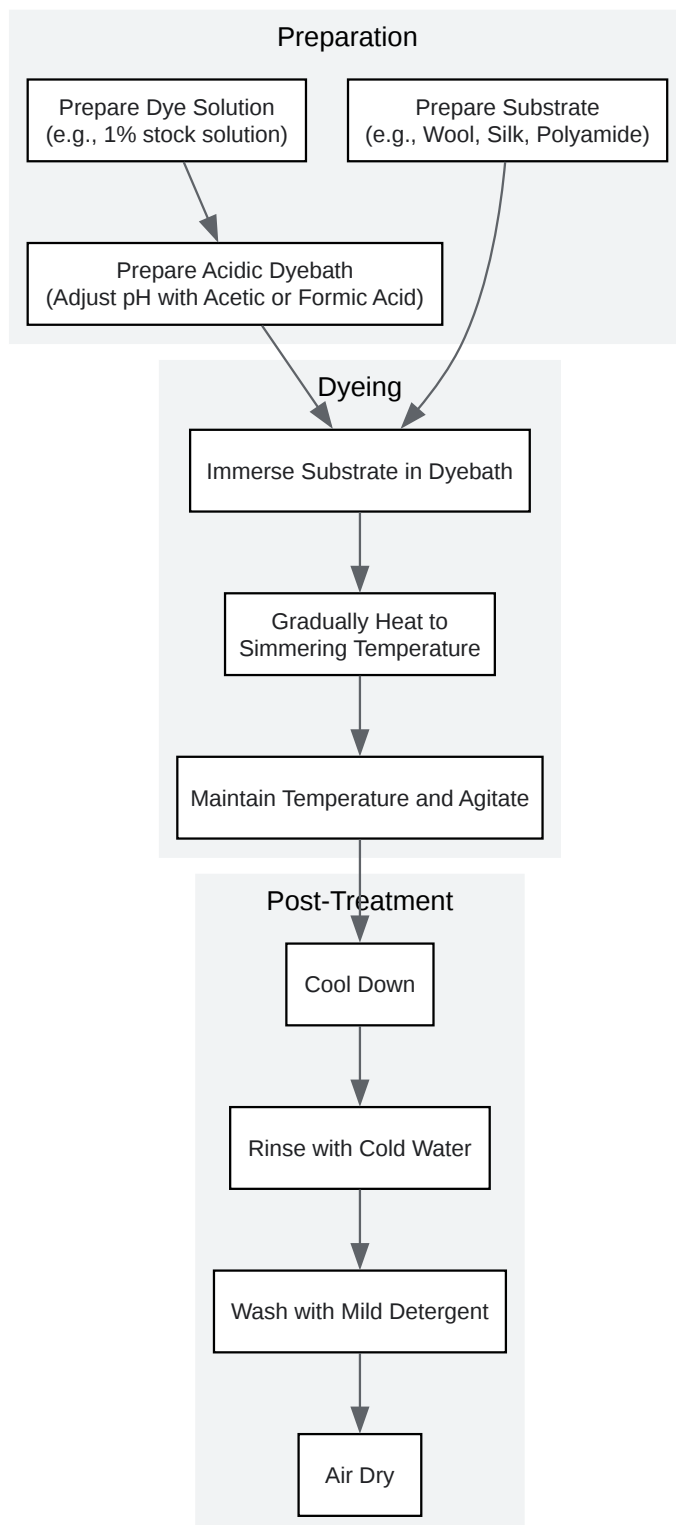 Preparation
Prepare Dye Solution
(e.g., 1% stock solution)
Prepare Substrate
(e.g., Wool, Silk, Polyamide)
Prepare Acidic Dyebath
(Adjust pH with Acetic or Formic Acid)
Dyeing
Immerse Substrate in Dyebath
Gradually Heat to
Simmering Temperature
Maintain Temperature and Agitate
Post-Treatment
Cool Down
Rinse with Cold Water
Wash with Mild Detergent
Air Dry